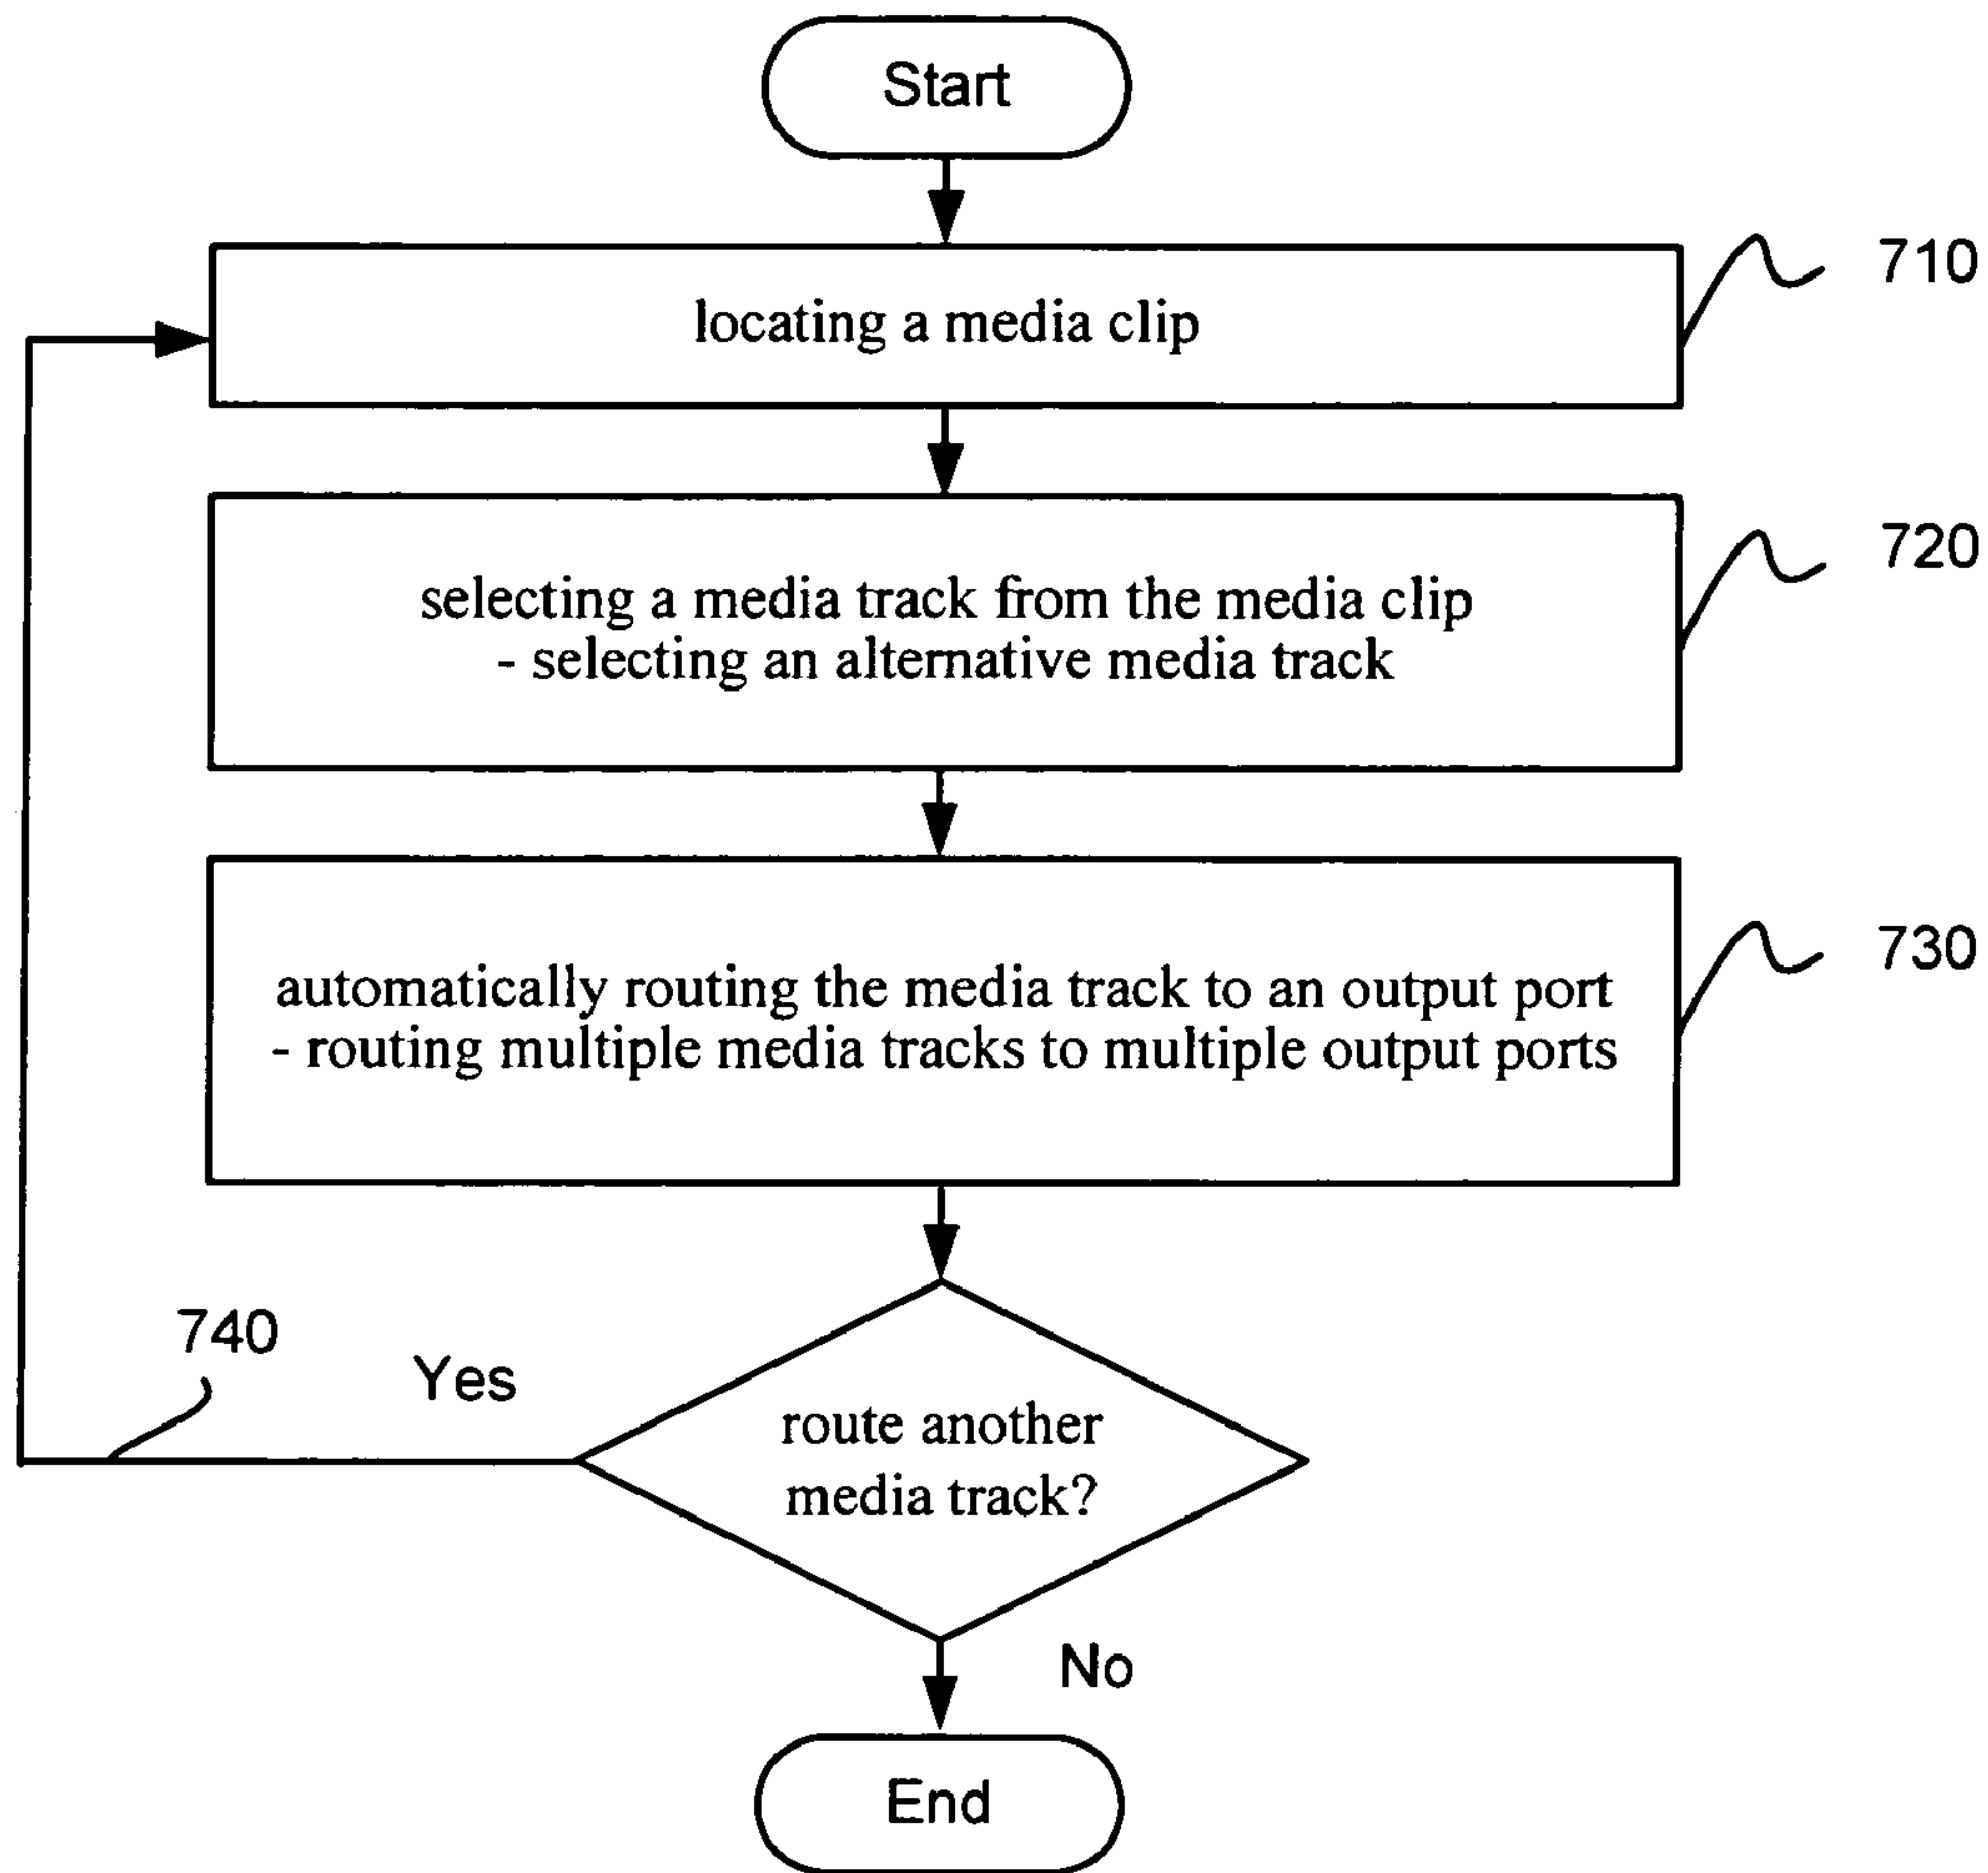 Start
710
locating a media clip
720
selecting a media track from the media clip
- selecting an alternative media track
730
automatically routing the media track to an output port
- routing multiple media tracks to multiple output ports
740
Yes
route another
media track?
No
End